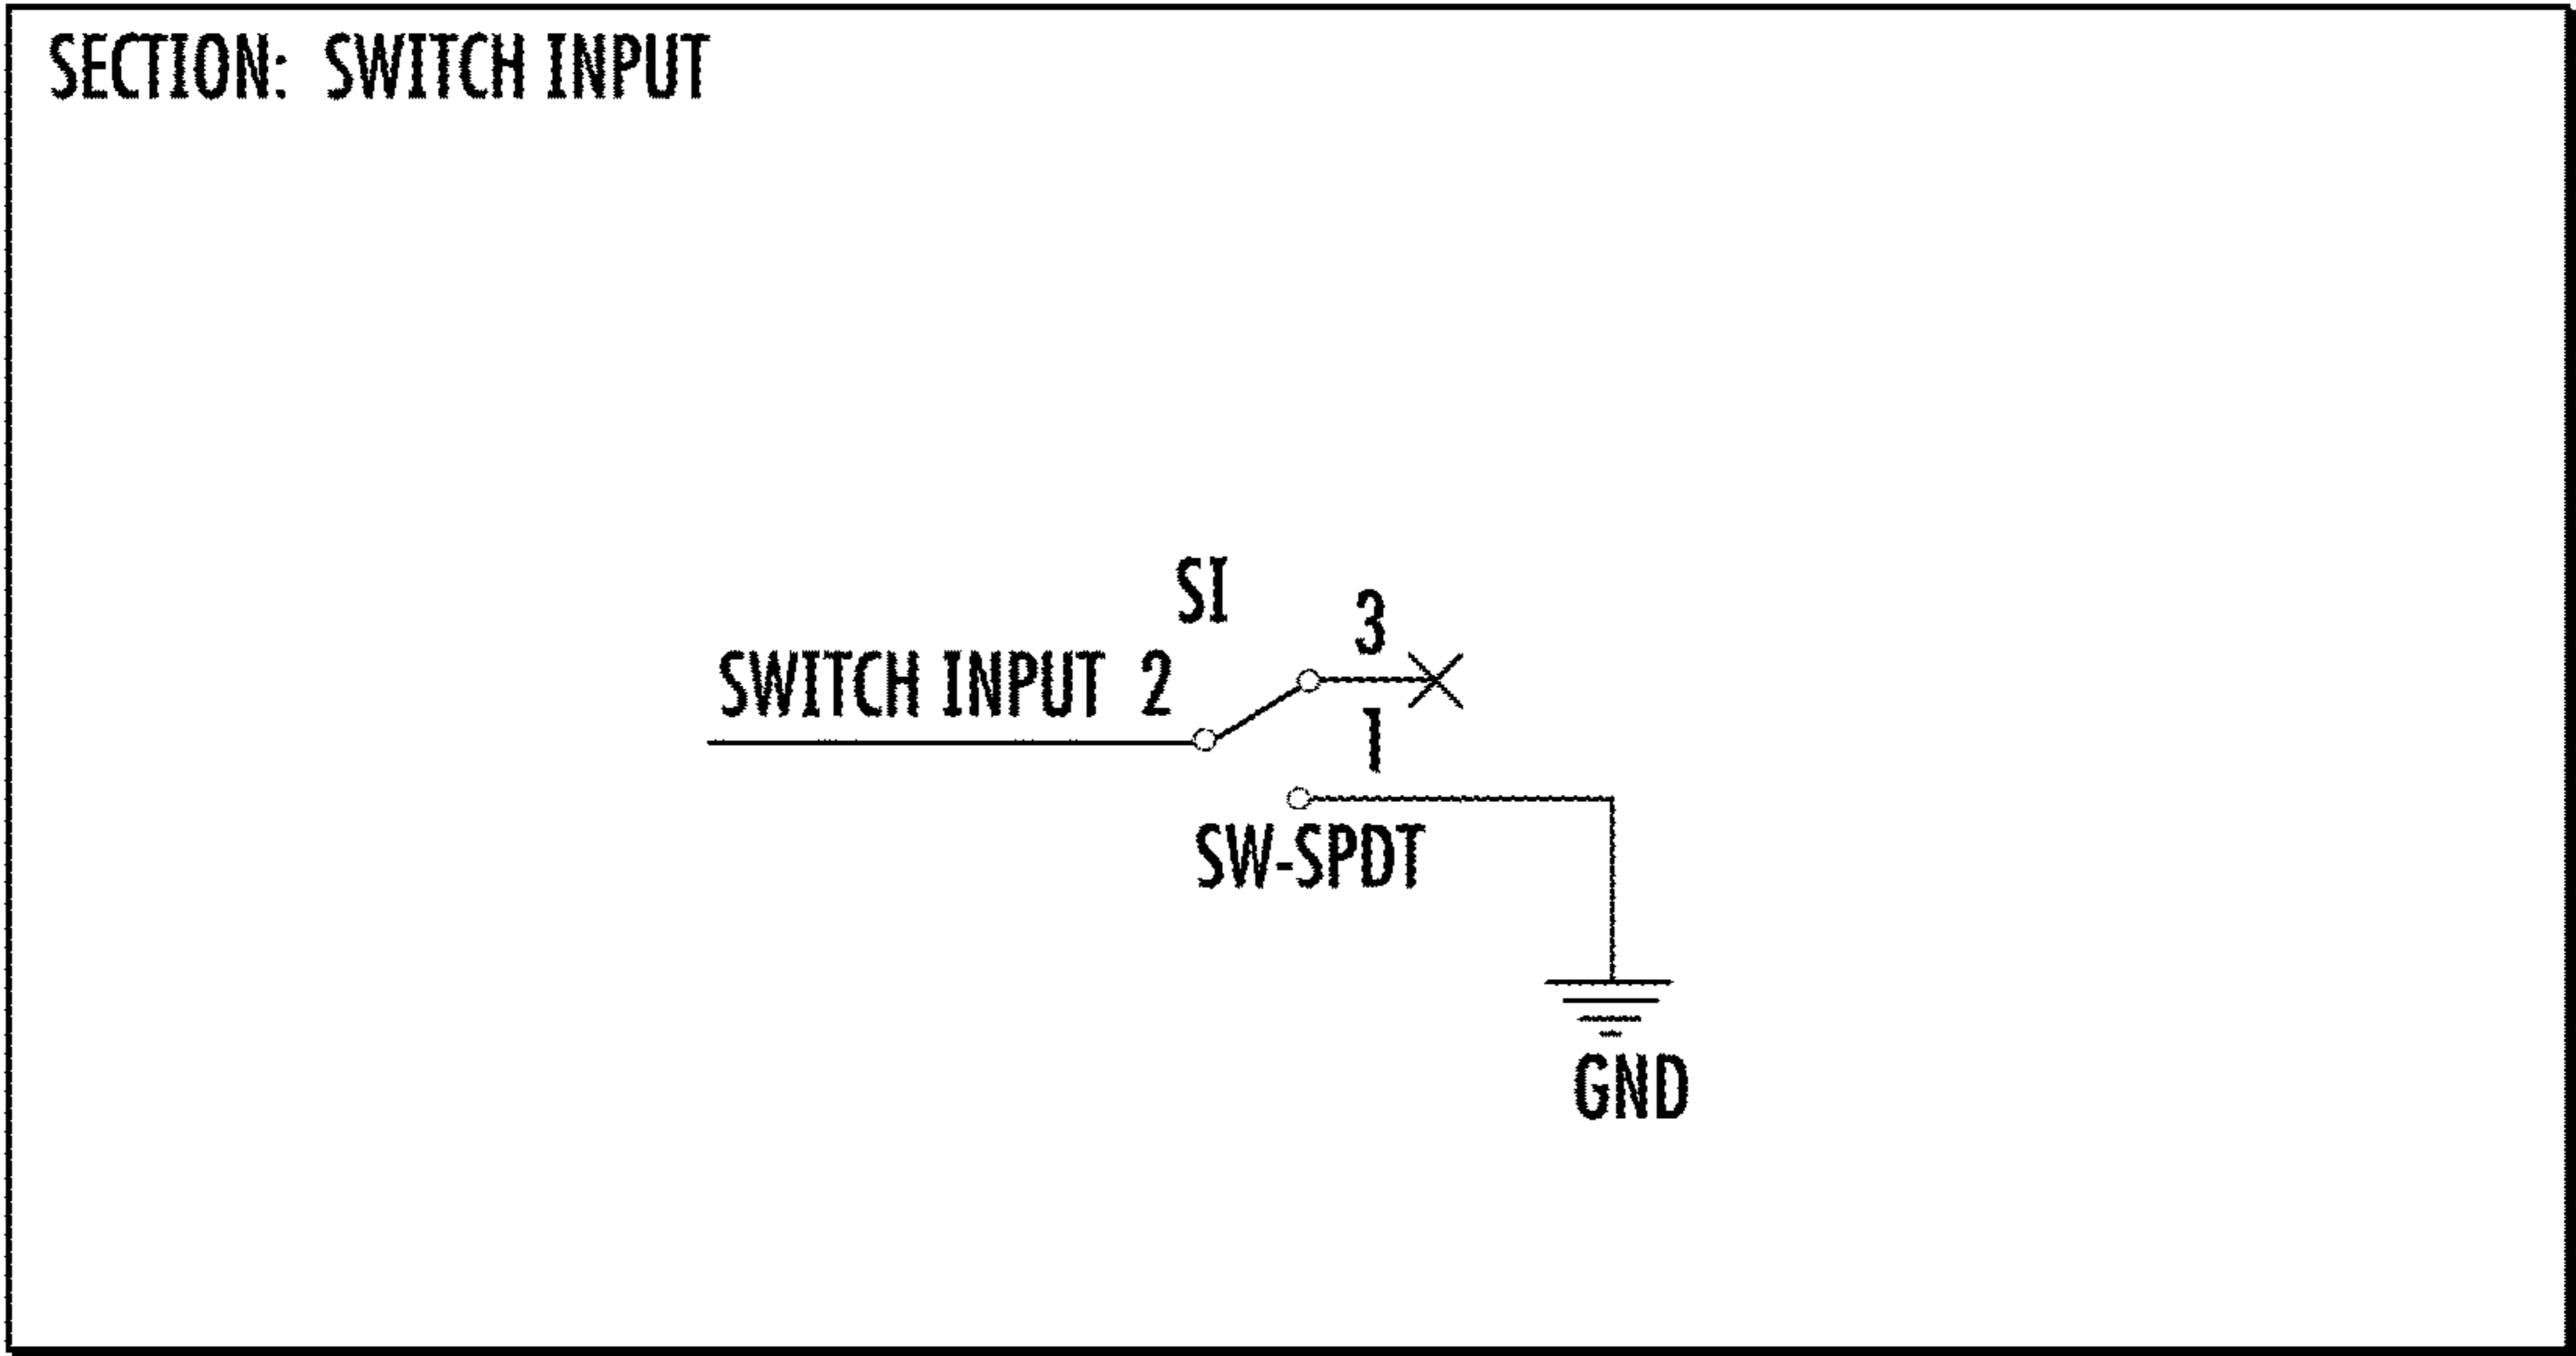 SECTION: SWITCH INPUT
SI
3
SWITCH INPUT 2
1
SW-SPDT
GND